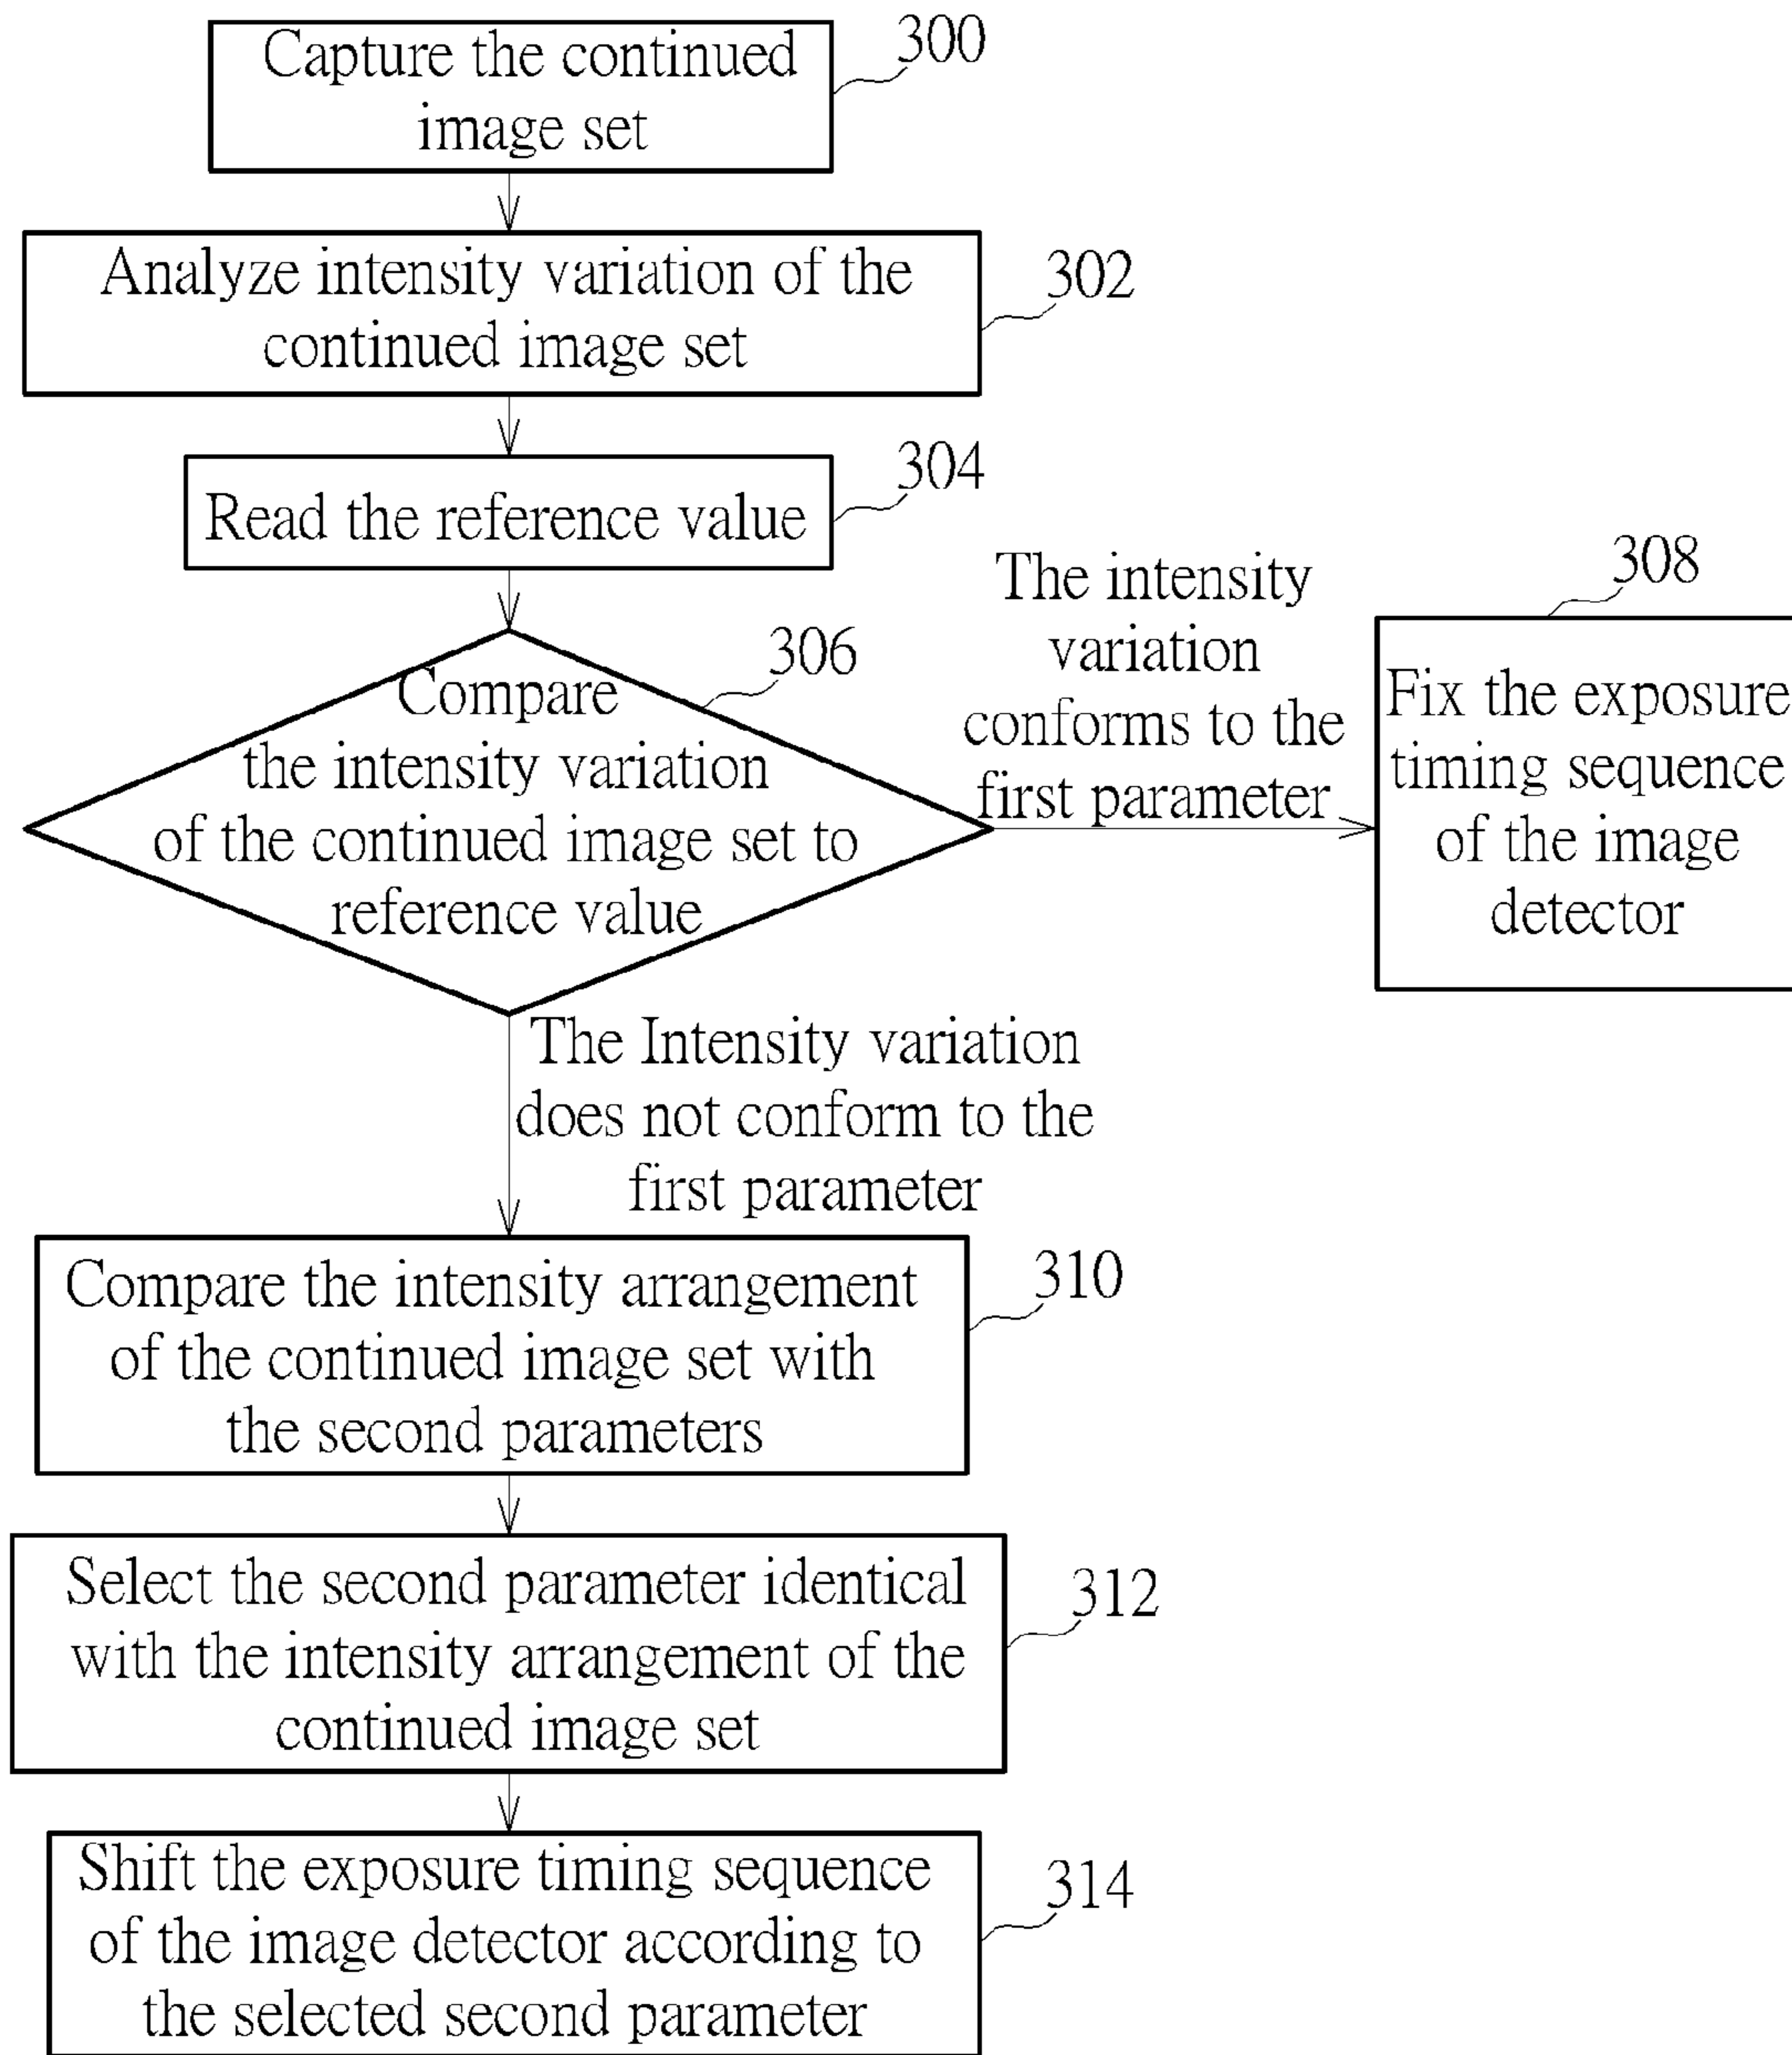 Capture the continued
image set
300
Analyze intensity variation of the
continued image set
302
Read the reference value
304
Compare
the intensity variation
of the continued image set to
reference value
306
The intensity
variation
conforms to the
first parameter
308
Fix the exposure
timing sequence
of the image
detector
The Intensity variation
does not conform to the
first parameter
Compare the intensity arrangement
of the continued image set with
the second parameters
310
Select the second parameter identical
with the intensity arrangement of the
continued image set
312
Shift the exposure timing sequence
of the image detector according to
the selected second parameter
314